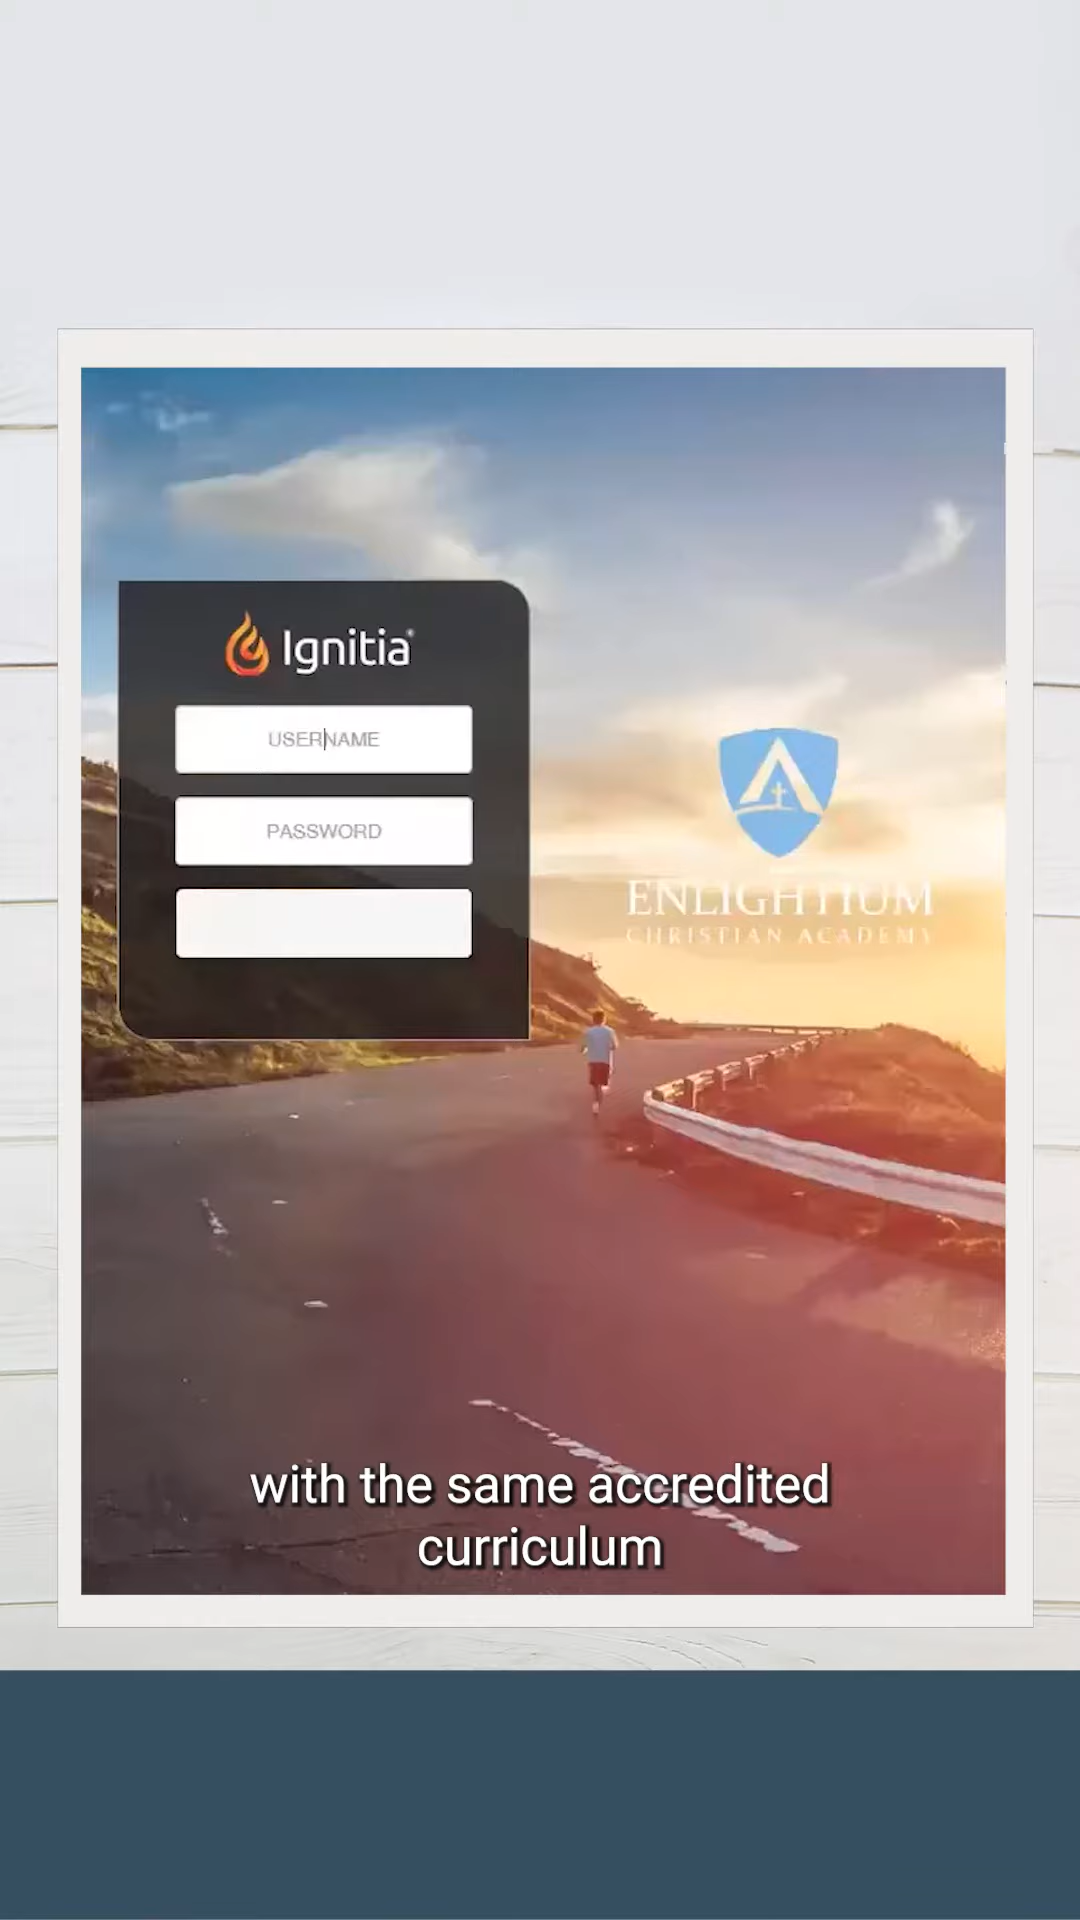 Ignitia®
USERNAME
PASSWORD
ENLIGHTIUM
CHRISTIAN ACADEMY
with the same accredited
curriculum